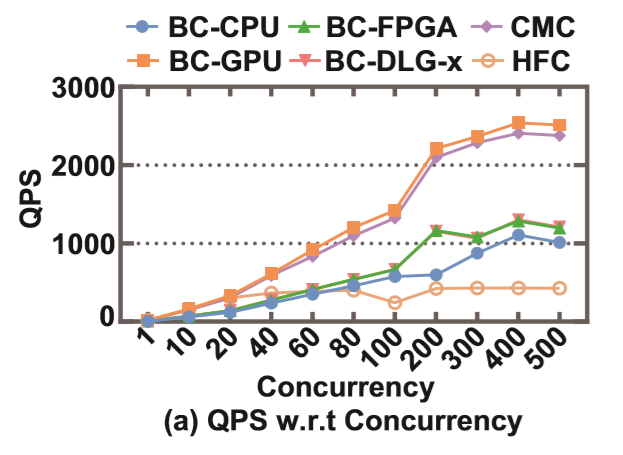 BC-CPU BC-FPGA CMC
BC-GPU BC-DLG-x HFC
3000
2000
1000
0
QPS
1 10 20 40 60 80 100 200 300 400 500
Concurrency
(a) QPS w.r.t Concurrency